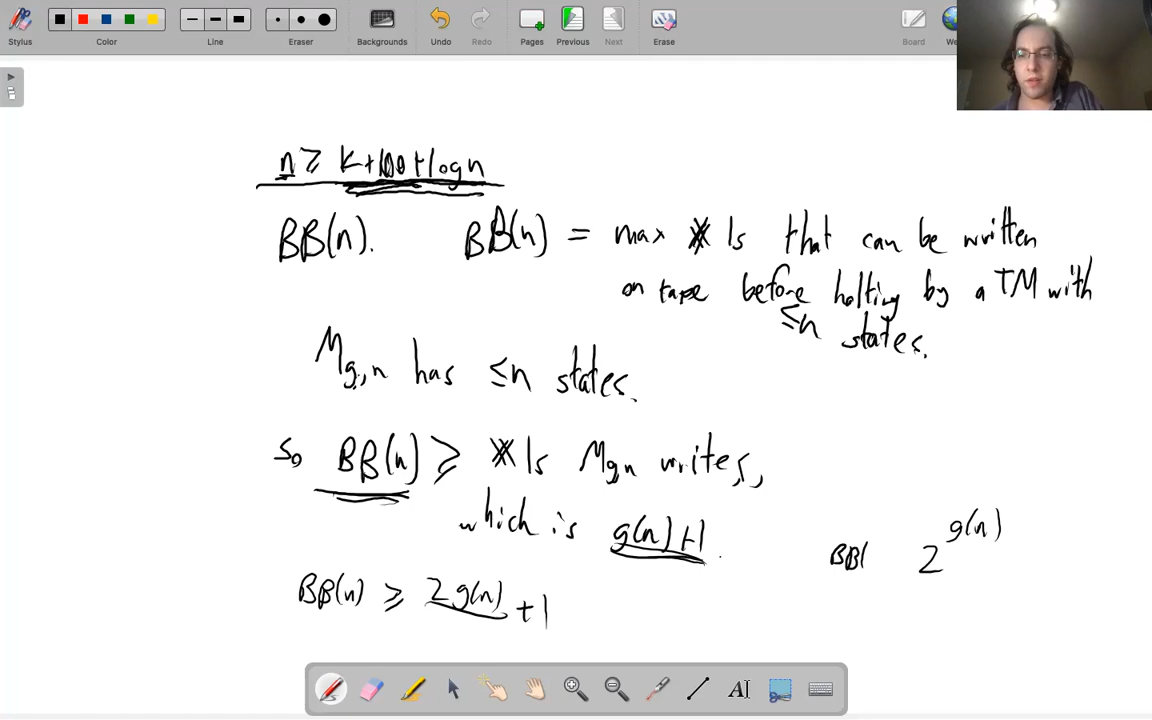 Stylus Color Line Eraser Backgrounds Undo Redo Pages Previous Next Erase Board
n ≥ K+100+logn
BB(n). BB(n) = max # 1s that can be written
on tape before halting by a TM with
≤n states.
Mg,n has ≤n states.
So BB(n) ≥ # 1s Mg,n writes,
which is g(n)+1.
BB( 2^g(n)
BB(n) ≥ 2g(n) + 1
AI